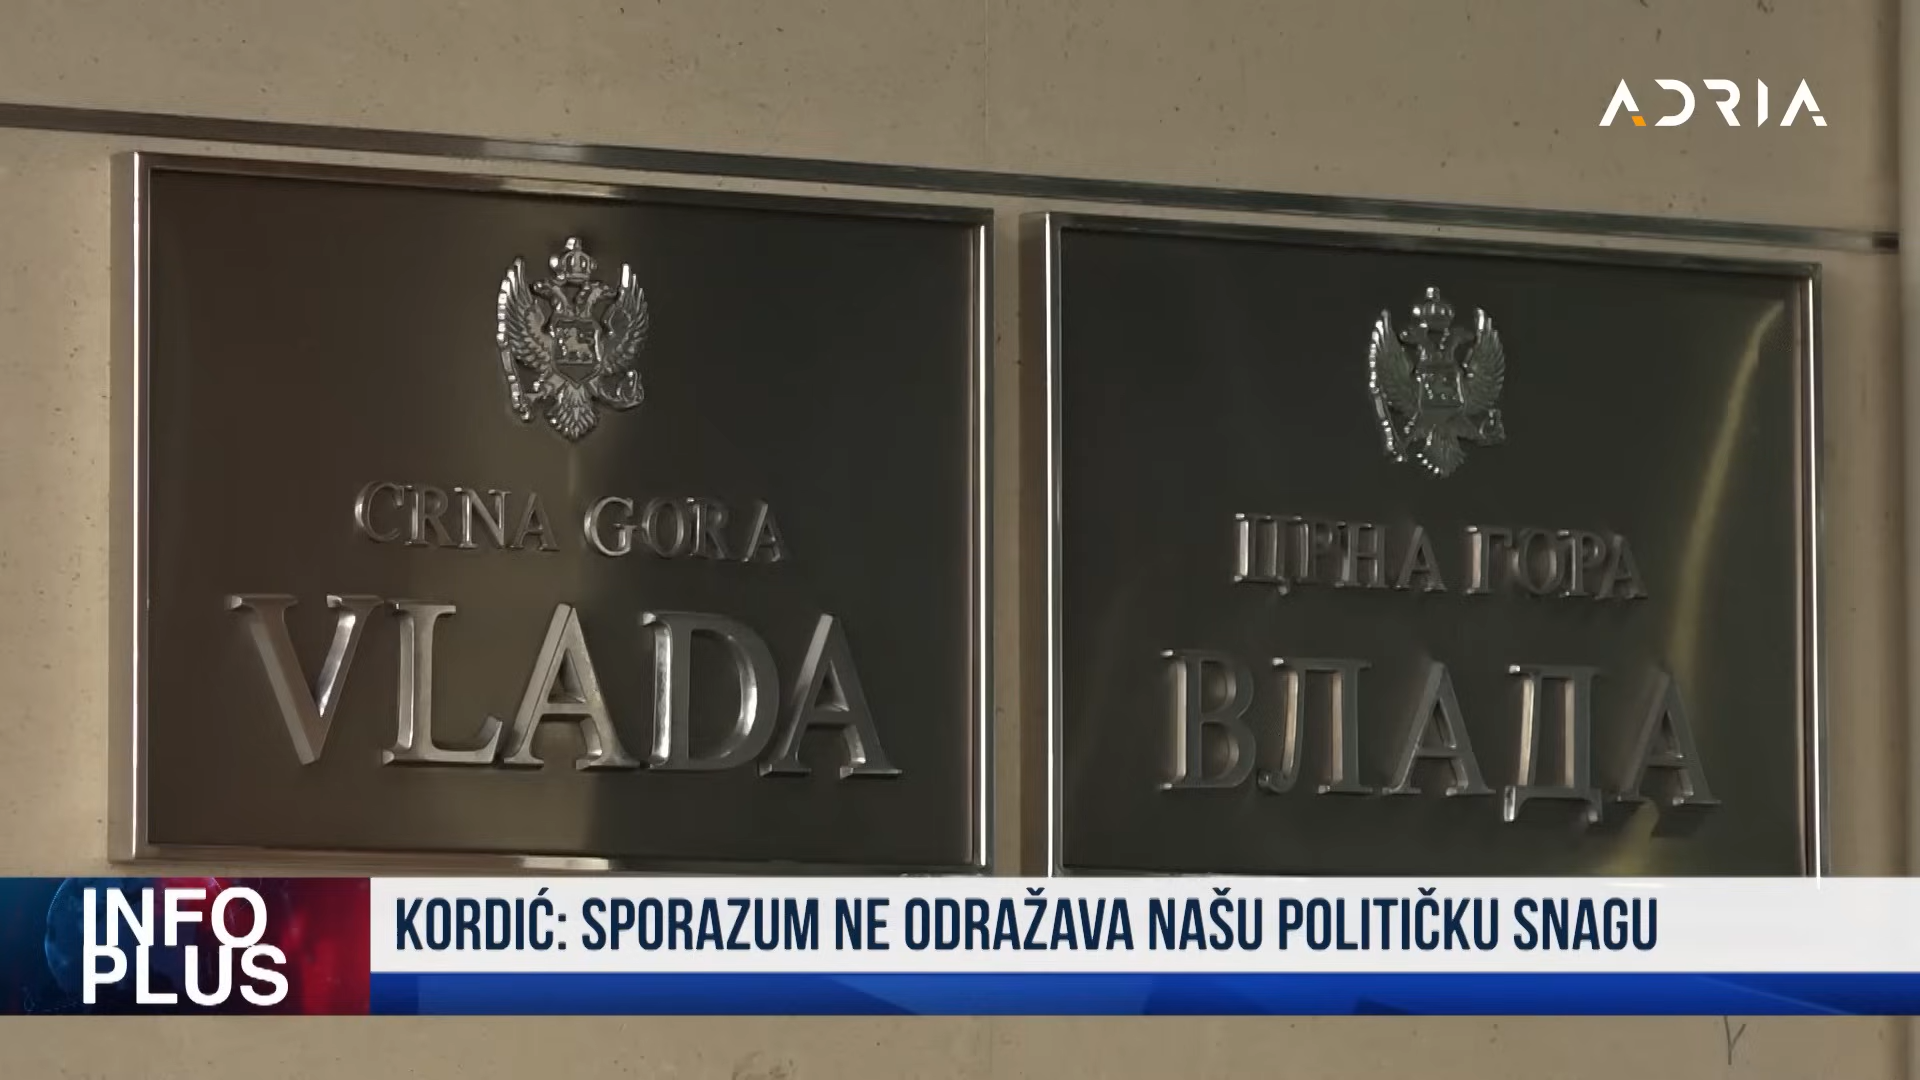 ADRIA
CRNA GORA
VLADA
ЦРНА ГОРА
ВЛАДА
INFO
PLUS
KORDIĆ: SPORAZUM NE ODRAŽAVA NAŠU POLITIČKU SNAGU